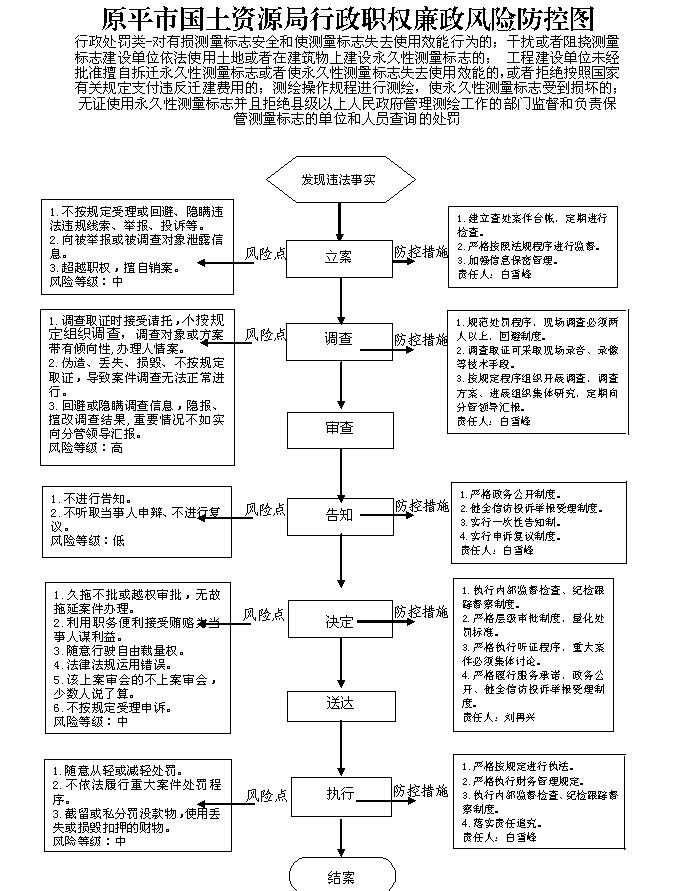 原平市国土资源局行政职权廉政风险防控图
行政处罚类-对有损测量标志安全和使测量标志失去使用效能行为的；干扰或者阻挠测量
标志建设单位依法使用土地或者在建筑物上建设永久性测量标志的； 工程建设单位未经
批准擅自拆迁永久性测量标志或者使永久性测量标志失去使用效能的,或者拒绝按照国家
有关规定支付违反迁建费用的；测绘操作规程进行测绘，使永久性测量标志受到损坏的；
无证使用永久性测量标志并且拒绝县级以上人民政府管理测绘工作的部门监督和负责保
管测量标志的单位和人员查询的处罚
发现违法事实
1.不按规定受理或回避、隐瞒违
法违规线索、举报、投诉等。
2.向被举报或被调查对象泄露信
息。
3.超越职权，擅自销案。
风险等级：中
风险点
立案
防控措施
1.建立查处案件台帐，定期进行
检查。
2.严格按照法规程序进行监督。
3.加强信息保密管理。
责任人：白雪峰
1.调查取证时接受请托,不按规
定组织调查，调查对象或方案
带有倾向性,办理人情案。
2.伪造、丢失、损毁、不按规定
取证，导致案件调查无法正常进
行。
3.回避或隐瞒调查信息,隐报、
擅改调查结果,重要情况不如实
向分管领导汇报。
风险等级：高
风险点
调查
防控措施
1.规范处罚程序，现场调查必须两
人以上，回避制度。
2.调查取证可采取现场录音、录像
等技术手段。
3.按规定程序组织开展调查，调查
方案、进展组织集体研究，定期向
分管领导汇报。
责任人：白雪峰
审查
1.不进行告知。
2.不听取当事人申辩、不进行复
议。
风险等级：低
风险点
告知
防控措施
1.严格政务公开制度。
2.健全信访投诉举报受理制度。
3.实行一次性告知制。
4.实行申诉复议制度。
责任人：白雪峰
1.久拖不批或越权审批，无故
拖延案件办理。
2.利用职务便利接受贿赂为当
事人谋利益。
3.随意行驶自由裁量权。
4.法律法规运用错误。
5.该上案审会的不上案审会，
少数人说了算。
6.不按规定受理申诉。
风险等级：中
风险点
决定
防控措施
1.执行内部监督检查、纪检跟
踪督察制度。
2.严格层级审批制度，量化处
罚标准。
3.严格执行听证程序，重大案
件必须集体讨论。
4.严格履行服务承诺，政务公
开、健全信访投诉举报受理制
度。
责任人：刘再兴
送达
1.随意从轻或减轻处罚。
2.不依法履行重大案件处罚程
序。
3.截留或私分罚没款物,使用丢
失或损毁扣押的财物。
风险等级：中
风险点
执行
防控措施
1.严格按规定进行执法。
2.严格执行财务管理规定。
3.执行内部监督检查、纪检跟踪督
察制度。
4.落实责任追究。
责任人：白雪峰
结案